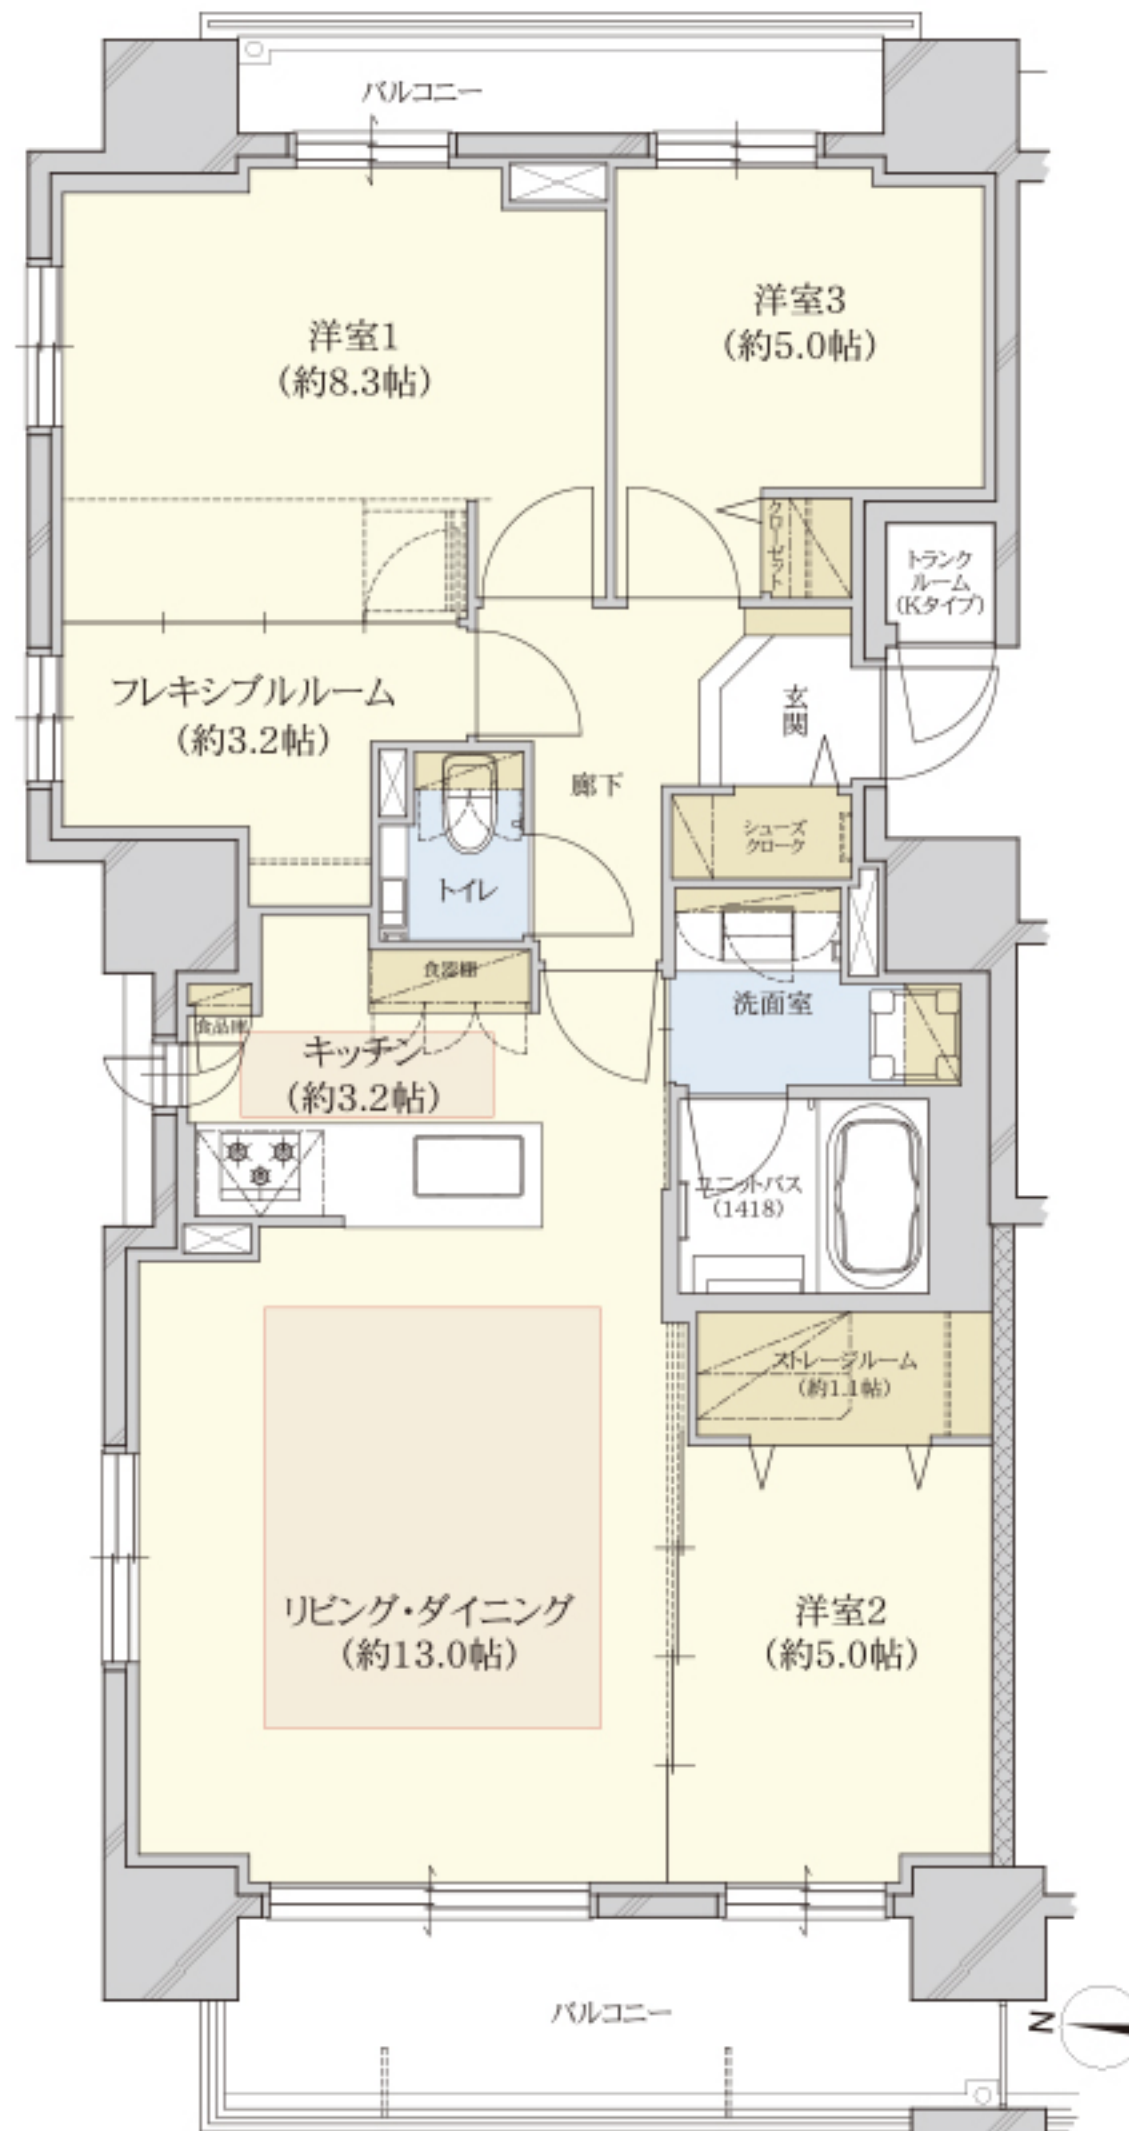 バルコニー
洋室1
(約8.3帖)
洋室3
(約5.0帖)
クローゼット
トランク
ルーム
(Kタイプ)
フレキシブルルーム
(約3.2帖)
玄関
廊下
シューズ
クローク
トイレ
食器棚
洗面室
食品庫
キッチン
(約3.2帖)
ユニットバス
(1418)
ストレージルーム
(約1.1帖)
リビング・ダイニング
(約13.0帖)
洋室2
(約5.0帖)
バルコニー
N